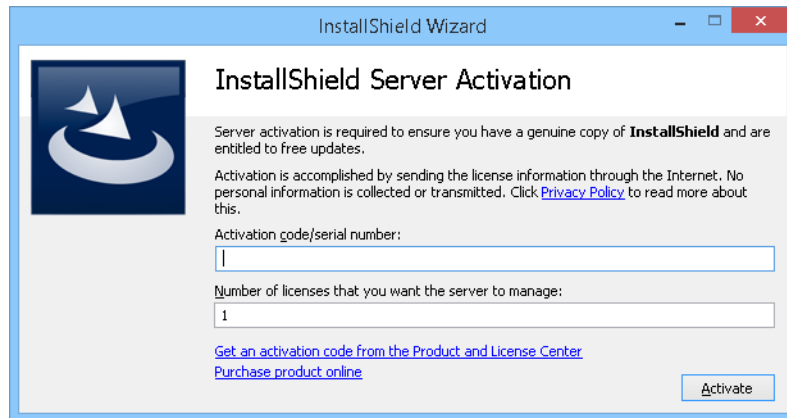 InstallShield Wizard
InstallShield Server Activation
Server activation is required to ensure you have a genuine copy of InstallShield and are
entitled to free updates.
Activation is accomplished by sending the license information through the Internet. No
personal information is collected or transmitted. Click Privacy Policy to read more about
this.
Activation code/serial number:
Number of licenses that you want the server to manage:
1
Get an activation code from the Product and License Center
Purchase product online
Activate